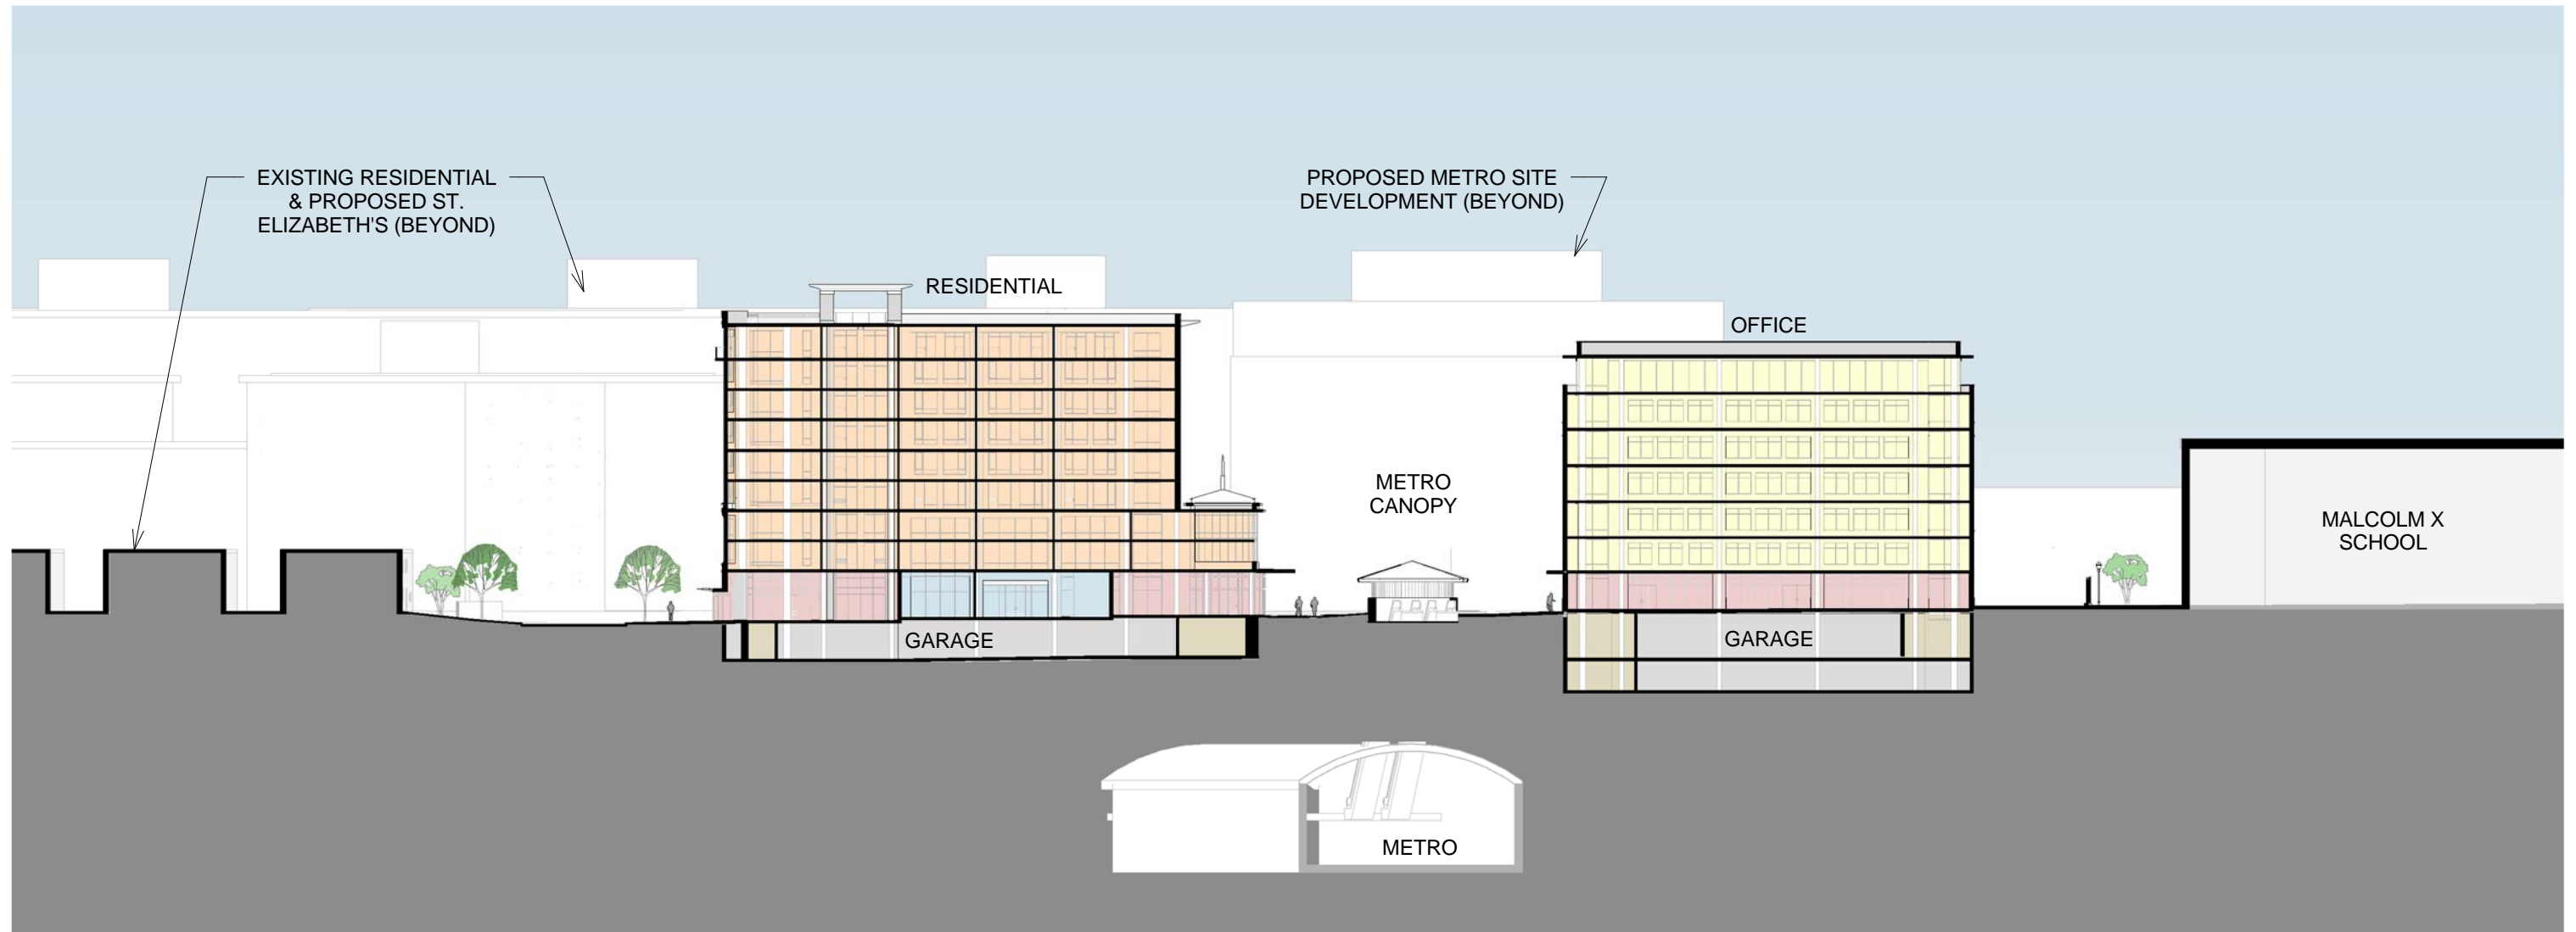 EXISTING RESIDENTIAL
& PROPOSED ST.
ELIZABETH'S (BEYOND)
PROPOSED METRO SITE
DEVELOPMENT (BEYOND)
RESIDENTIAL
OFFICE
METRO
CANOPY
MALCOLM X
SCHOOL
GARAGE
GARAGE
METRO